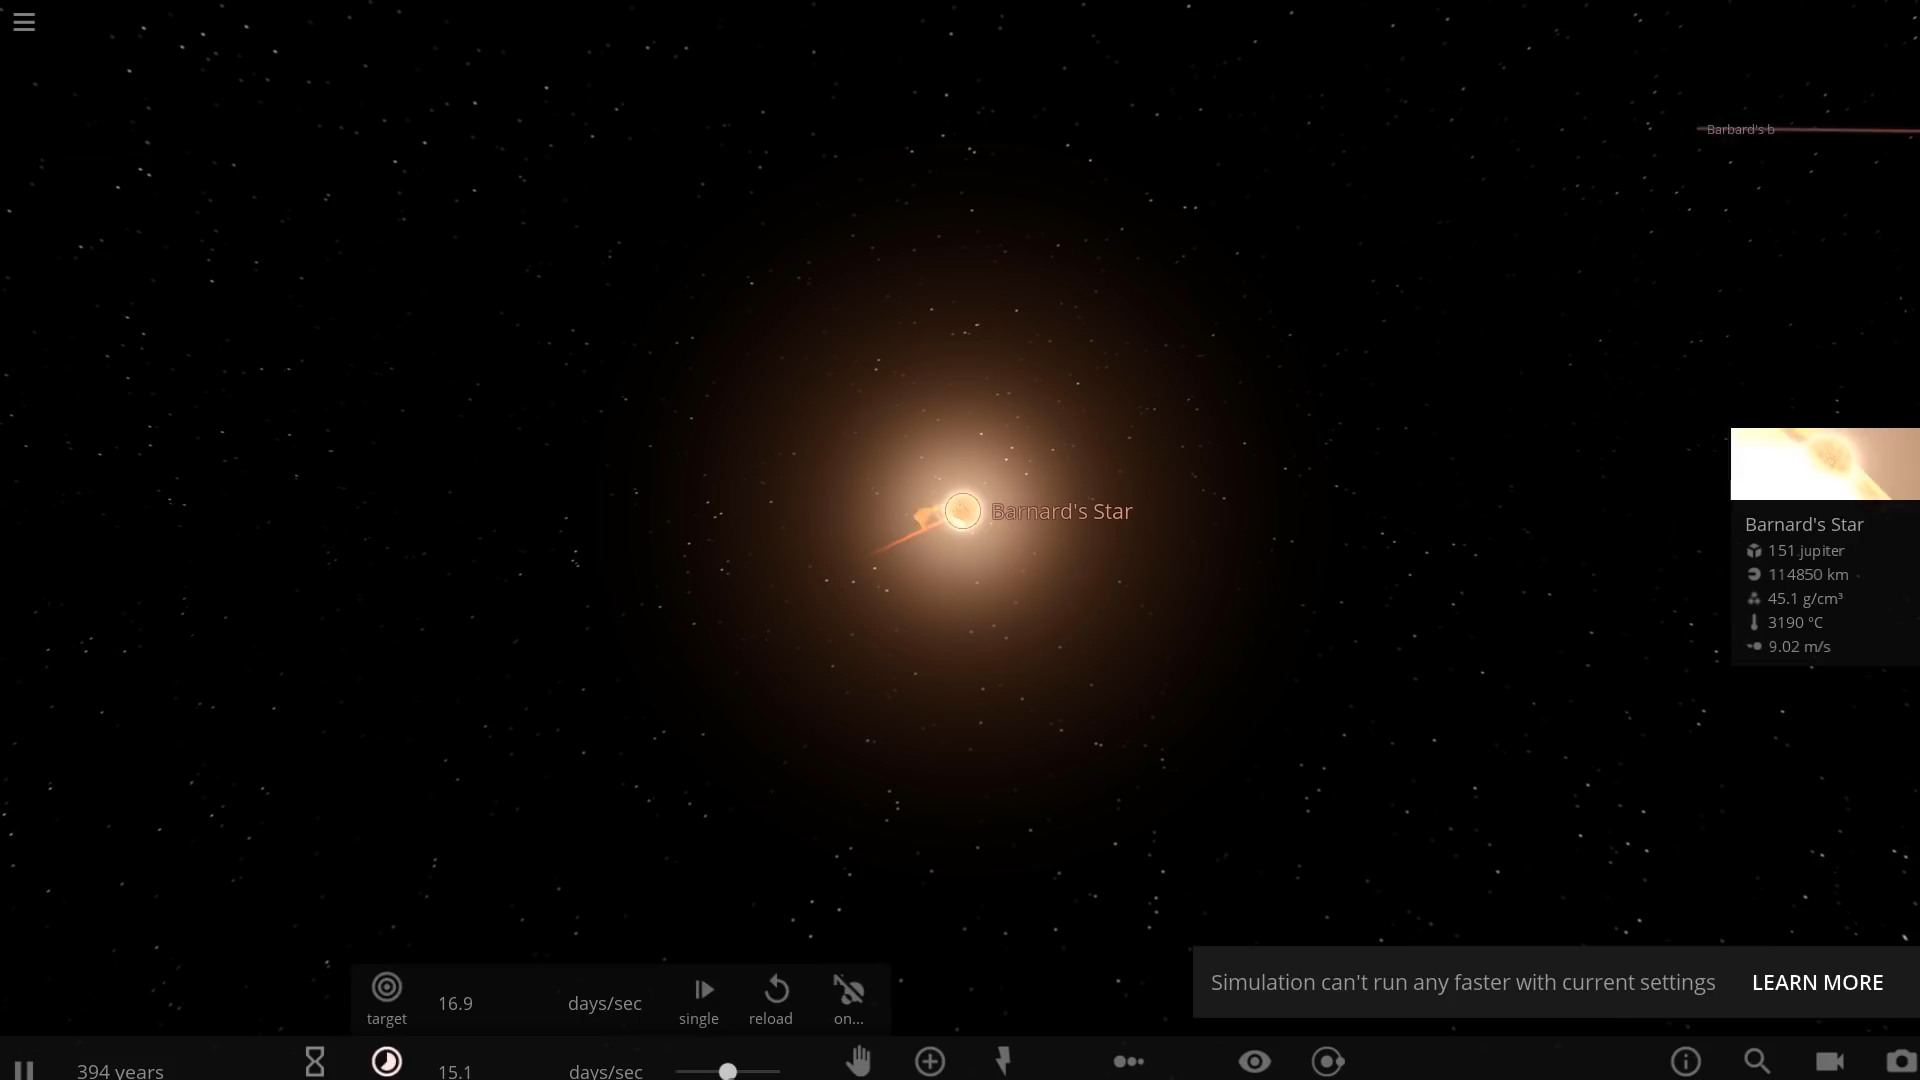 Barbard's b
Barnard's Star
Barnard's Star
151 jupiter
114850 km
45.1 g/cm³
3190 °C
9.02 m/s
Simulation can't run any faster with current settings LEARN MORE
16.9 days/sec
target single reload on...
394 years 15.1 days/sec